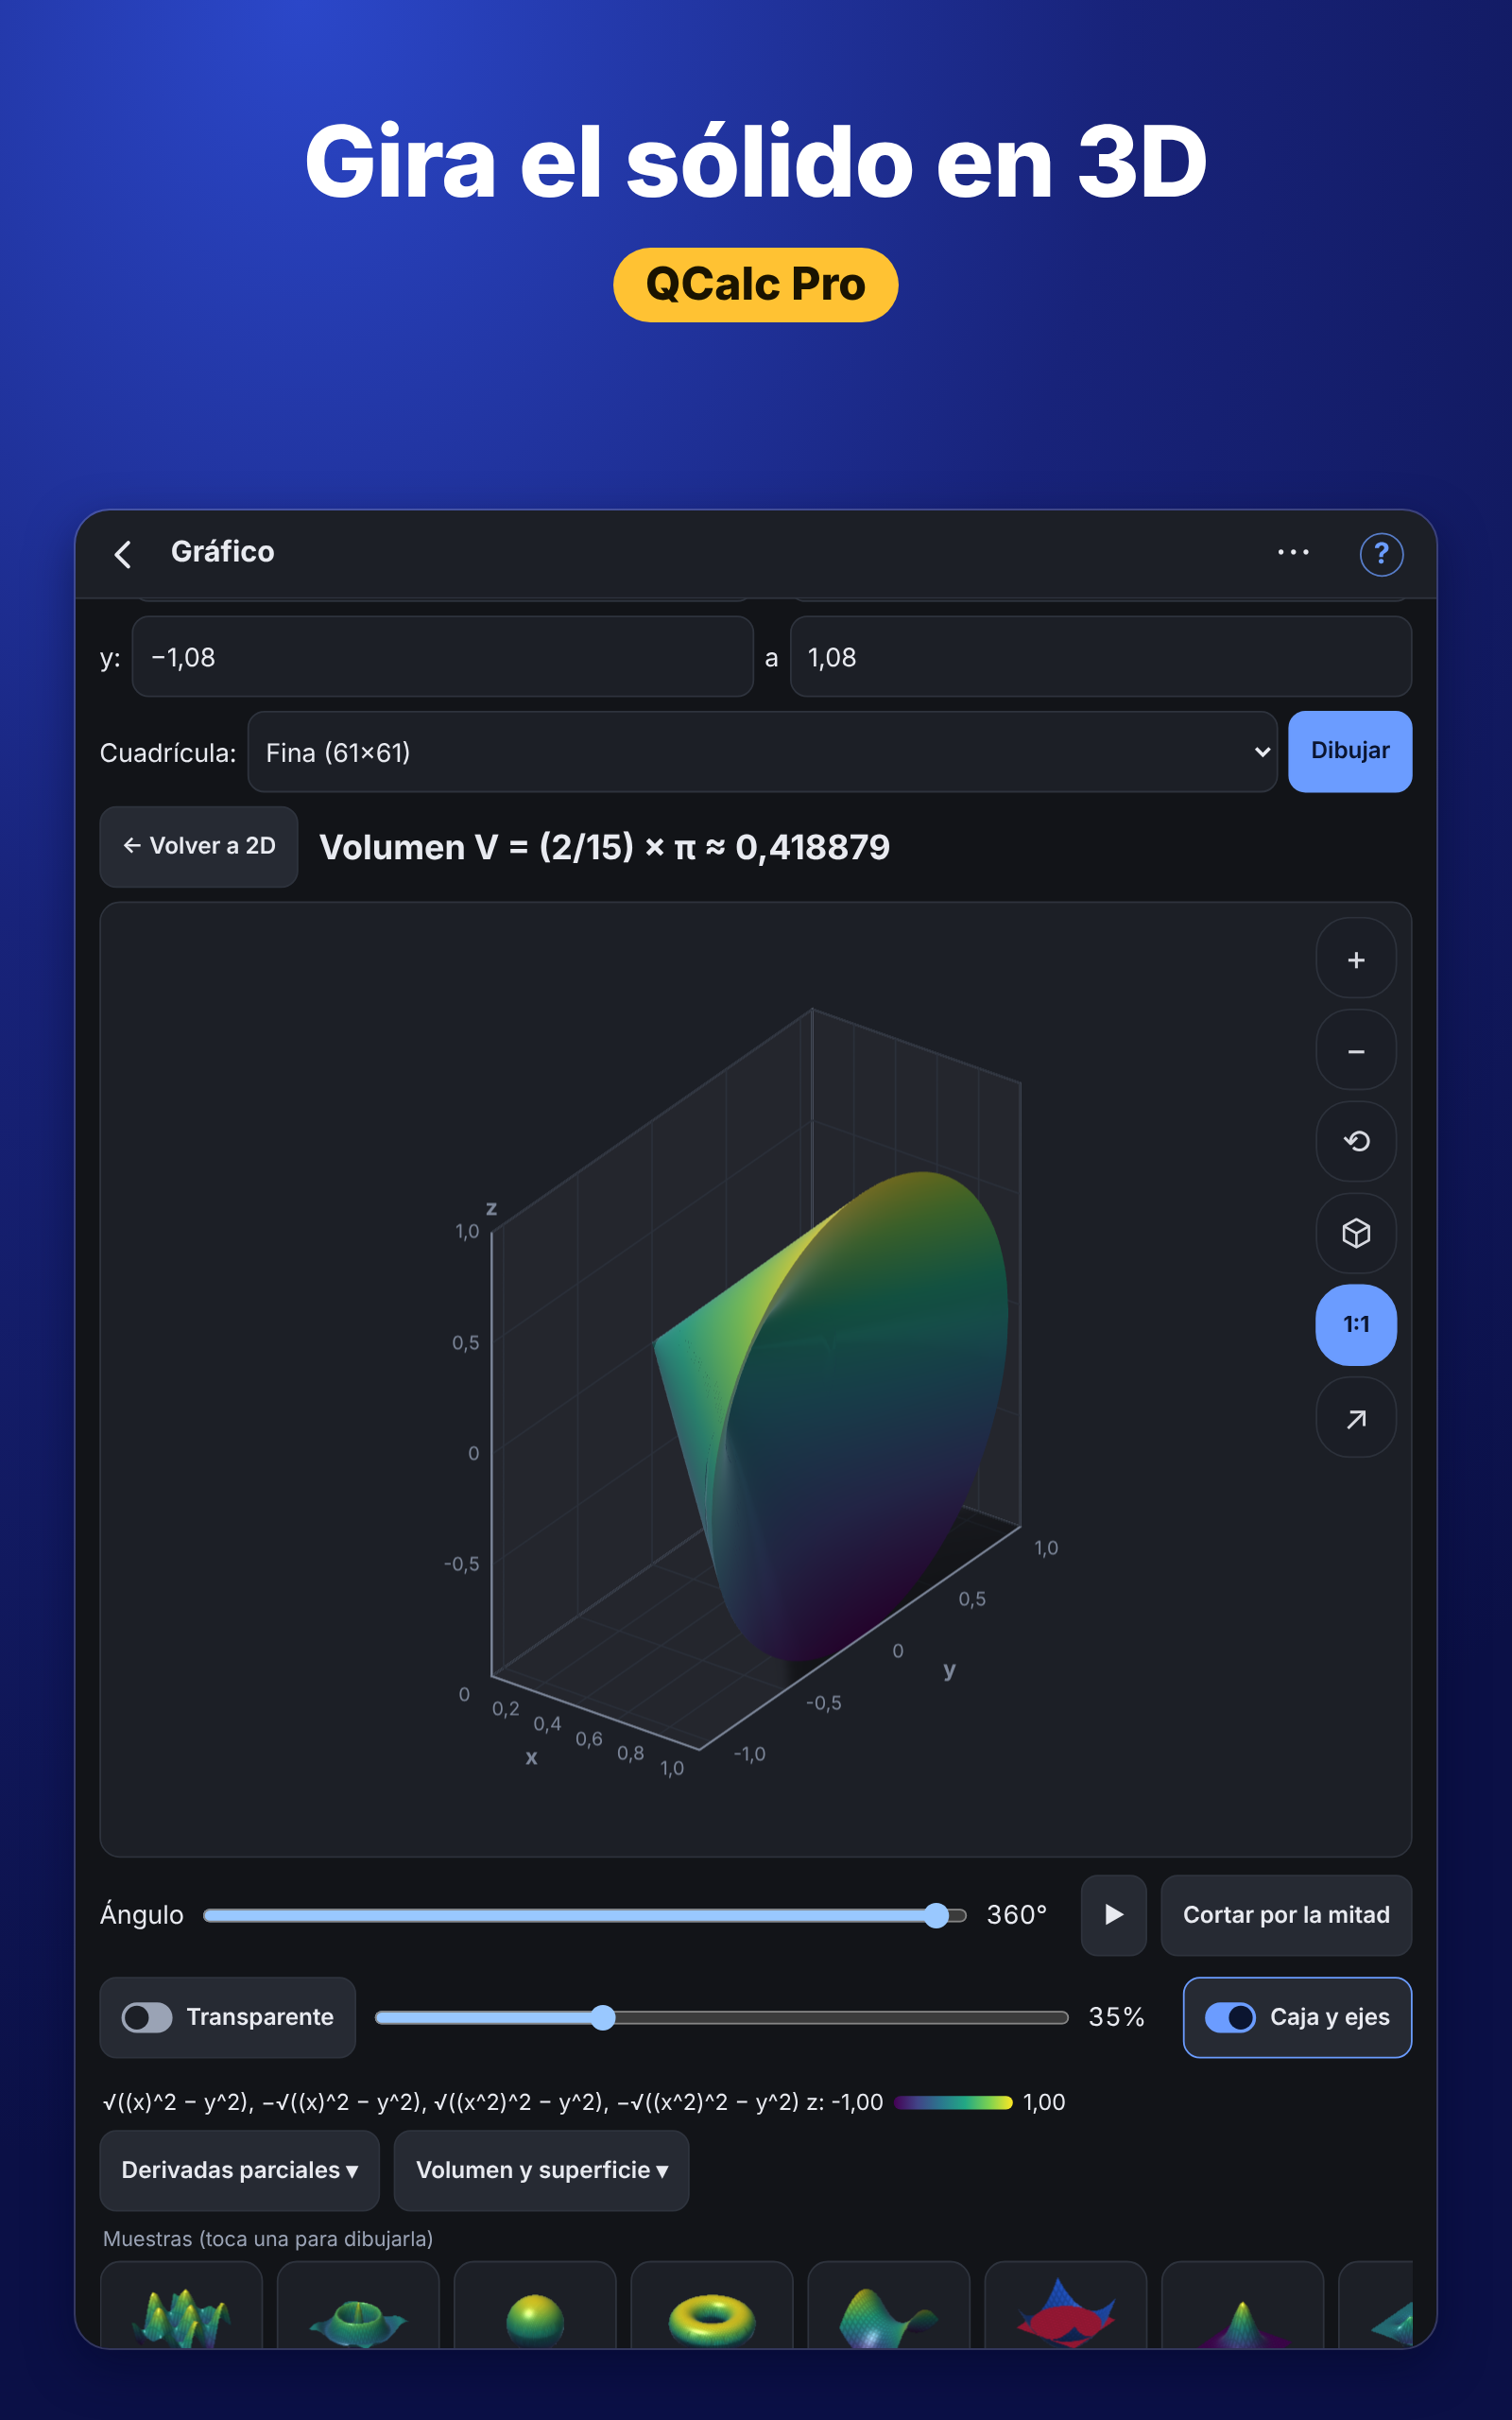 Gira el sólido en 3D
QCalc Pro
Gráfico
... ?
y: −1,08 a 1,08
Cuadrícula: Fina (61×61) Dibujar
← Volver a 2D Volumen V = (2/15) × π ≈ 0,418879
+
−
⟲
1:1
↗
z
1,0
0,5
0
-0,5
0
0,2
0,4
0,6
0,8
1,0
x
-1,0
-0,5
0
0,5
1,0
y
Ángulo 360° ▶ Cortar por la mitad
Transparente 35% Caja y ejes
√((x)^2 − y^2), −√((x)^2 − y^2), √((x^2)^2 − y^2), −√((x^2)^2 − y^2) z: -1,00 1,00
Derivadas parciales ▾ Volumen y superficie ▾
Muestras (toca una para dibujarla)